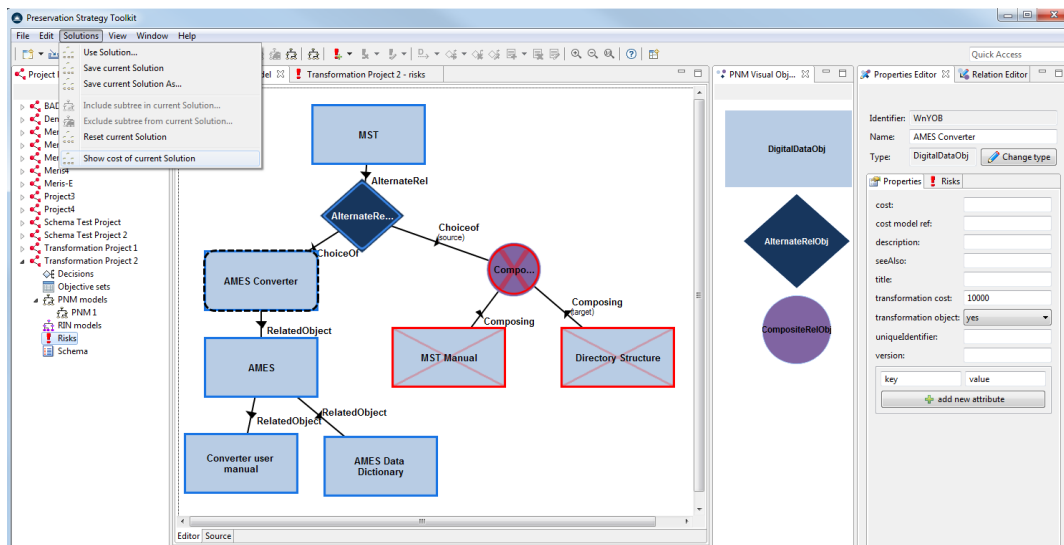 Preservation Strategy Toolkit
File Edit Solutions View Window Help
Quick Access
Use Solution...
Save current Solution
Save current Solution As...
Include subtree in current Solution...
Exclude subtree from current Solution...
Reset current Solution
Show cost of current Solution
Project
BAD
Den
Meri
Meri
Meri
Meris4
Meris-E
Project3
Project4
Schema Test Project
Schema Test Project 2
Transformation Project 1
Transformation Project 2
Decisions
Objective sets
PNM models
PNM 1
RIN models
Risks
Schema
Transformation Project 2 - risks
MST
AlternateRel
AlternateRe...
ChoiceOf
Choiceof
(source)
AMES Converter
Compo...
Composing
Composing
(target)
RelatedObject
MST Manual
Directory Structure
AMES
RelatedObject
RelatedObject
Converter user
manual
AMES Data
Dictionary
Editor Source
PNM Visual Obj...
DigitalDataObj
AlternateRelObj
CompositeRelObj
Properties Editor Relation Editor
Identifier: WnYOB
Name: AMES Converter
Type: DigitalDataObj Change type
Properties Risks
cost:
cost model ref:
description:
seeAlso:
title:
transformation cost: 10000
transformation object: yes
uniqueIdentifier:
version:
key value
add new attribute